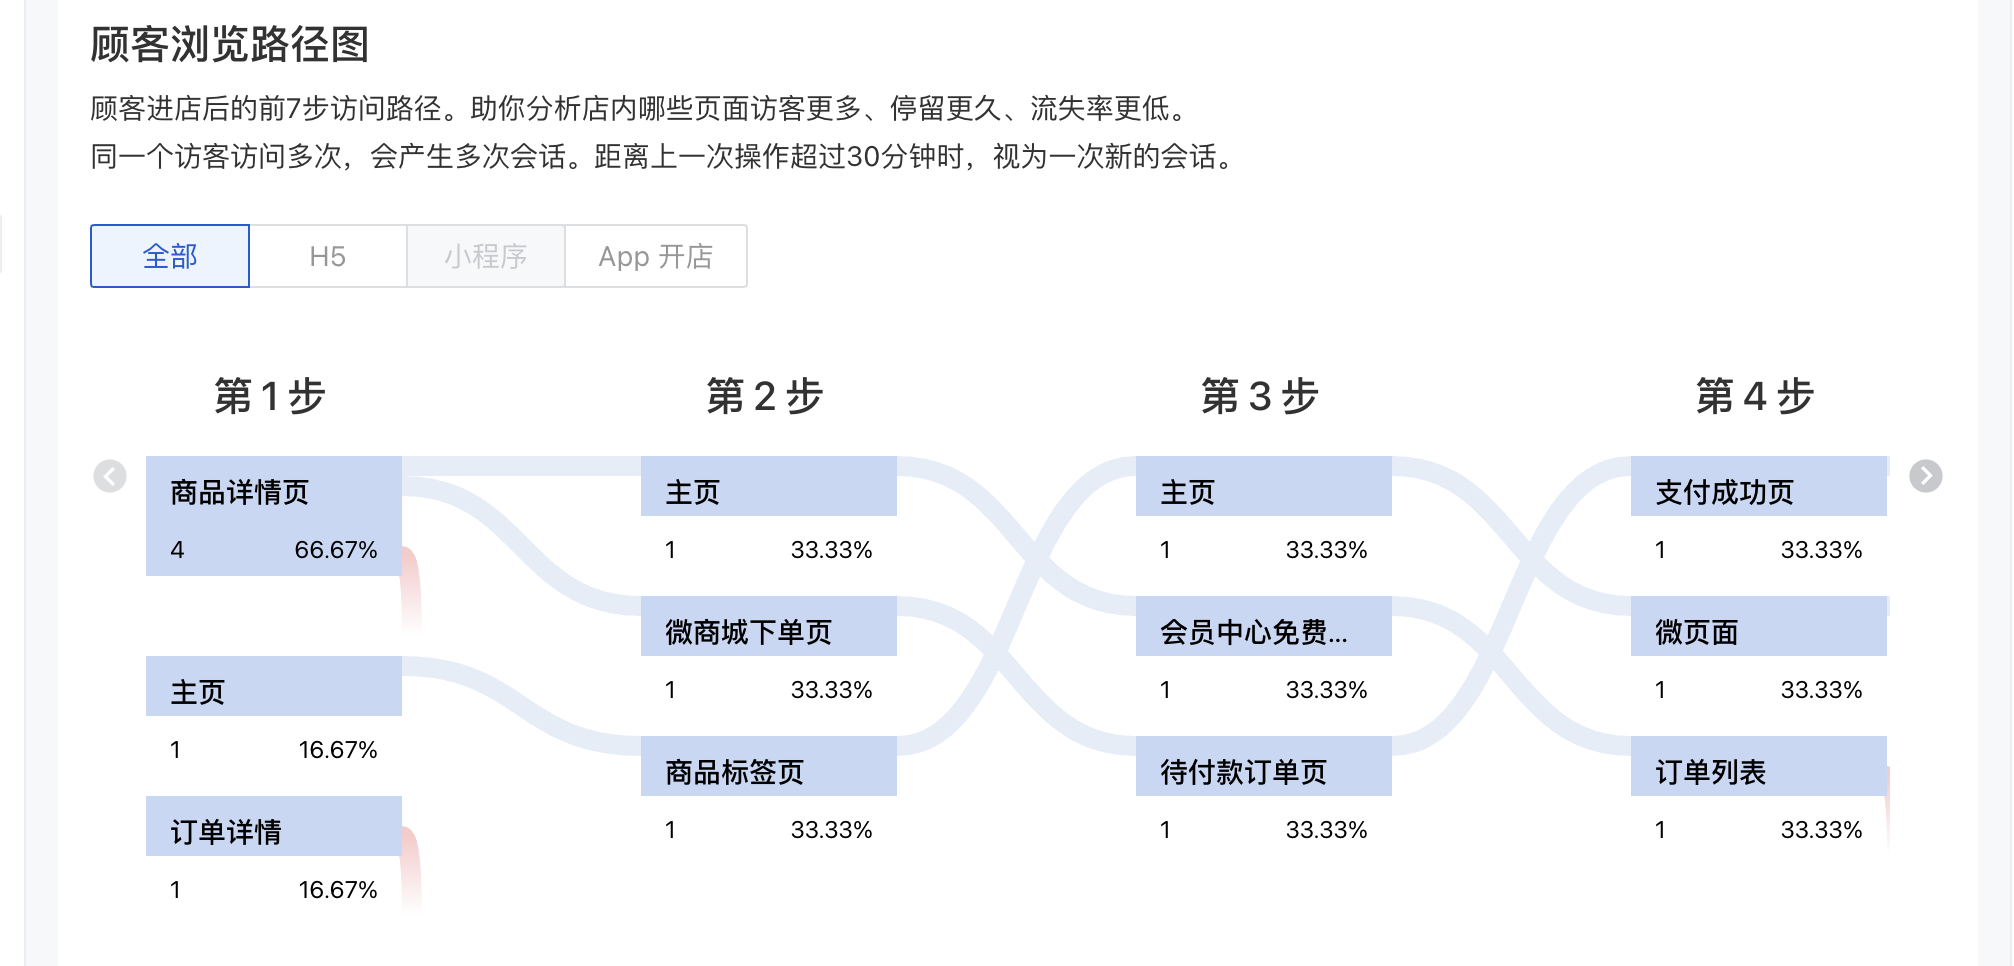 顾客浏览路径图
顾客进店后的前7步访问路径。助你分析店内哪些页面访客更多、停留更久、流失率更低。
同一个访客访问多次，会产生多次会话。距离上一次操作超过30分钟时，视为一次新的会话。
全部 H5 小程序 App 开店
第 1 步
商品详情页
4 66.67%
主页
1 16.67%
订单详情
1 16.67%
第 2 步
主页
1 33.33%
微商城下单页
1 33.33%
商品标签页
1 33.33%
第 3 步
主页
1 33.33%
会员中心免费...
1 33.33%
待付款订单页
1 33.33%
第 4 步
支付成功页
1 33.33%
微页面
1 33.33%
订单列表
1 33.33%